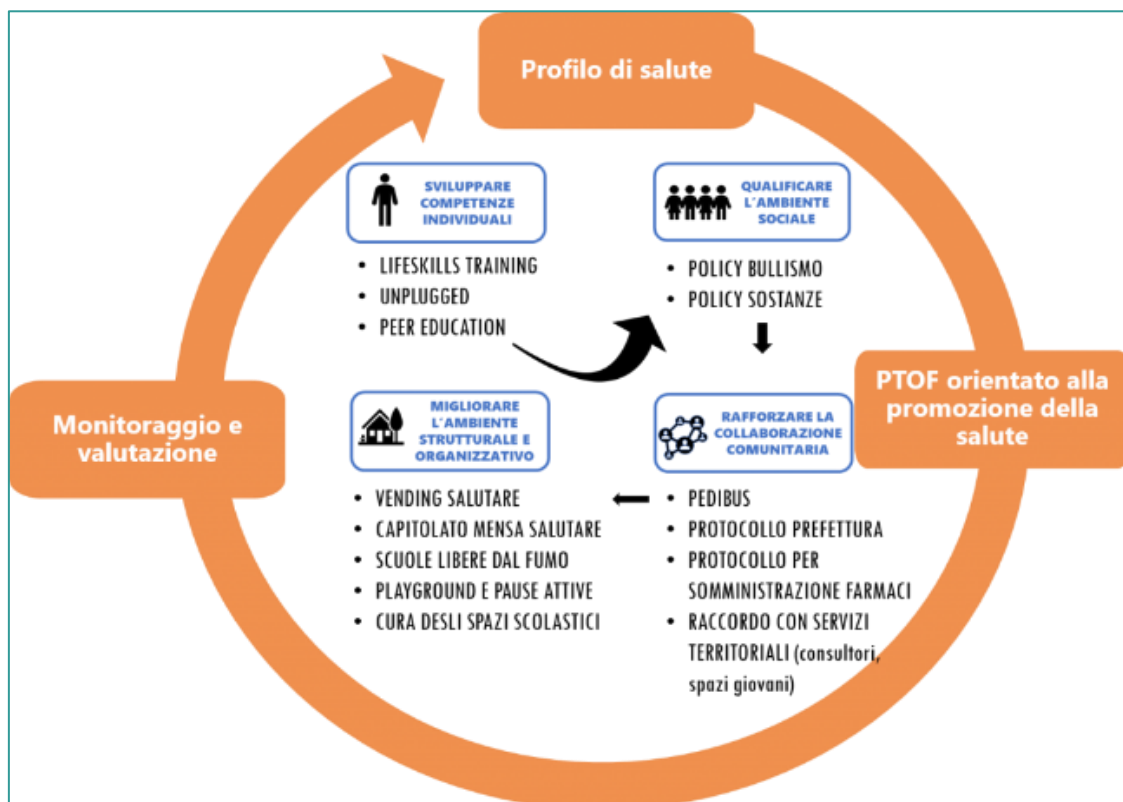 Profilo di salute
SVILUPPARE
COMPETENZE
INDIVIDUALI
• LIFESKILLS TRAINING
• UNPLUGGED
• PEER EDUCATION
QUALIFICARE
L´AMBIENTE
SOCIALE
• POLICY BULLISMO
• POLICY SOSTANZE
PTOF orientato alla
promozione della
salute
RAFFORZARE LA
COLLABORAZIONE
COMUNITARIA
• PEDIBUS
• PROTOCOLLO PREFETTURA
• PROTOCOLLO PER
SOMMINISTRAZIONE FARMACI
• RACCORDO CON SERVIZI
TERRITORIALI (consultori,
spazi giovani)
MIGLIORARE
L´AMBIENTE
STRUTTURALE E
ORGANIZZATIVO
• VENDING SALUTARE
• CAPITOLATO MENSA SALUTARE
• SCUOLE LIBERE DAL FUMO
• PLAYGROUND E PAUSE ATTIVE
• CURA DESLI SPAZI SCOLASTICI
Monitoraggio e
valutazione